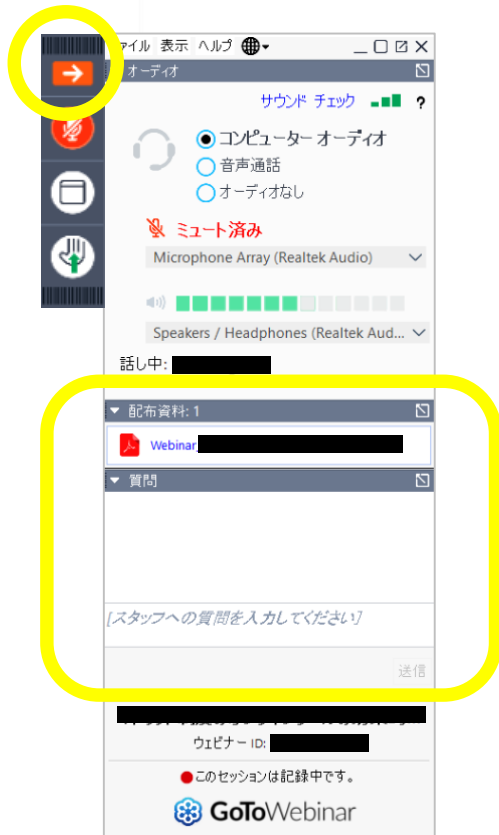 ァイル 表示 ヘルプ
オーディオ
サウンド チェック ?
コンピューター オーディオ
音声通話
オーディオなし
ミュート済み
Microphone Array (Realtek Audio)
Speakers / Headphones (Realtek Aud...
話し中:
配布資料: 1
Webinar
質問
[スタッフへの質問を入力してください]
送信
ウェビナー ID:
このセッションは記録中です。
GoToWebinar